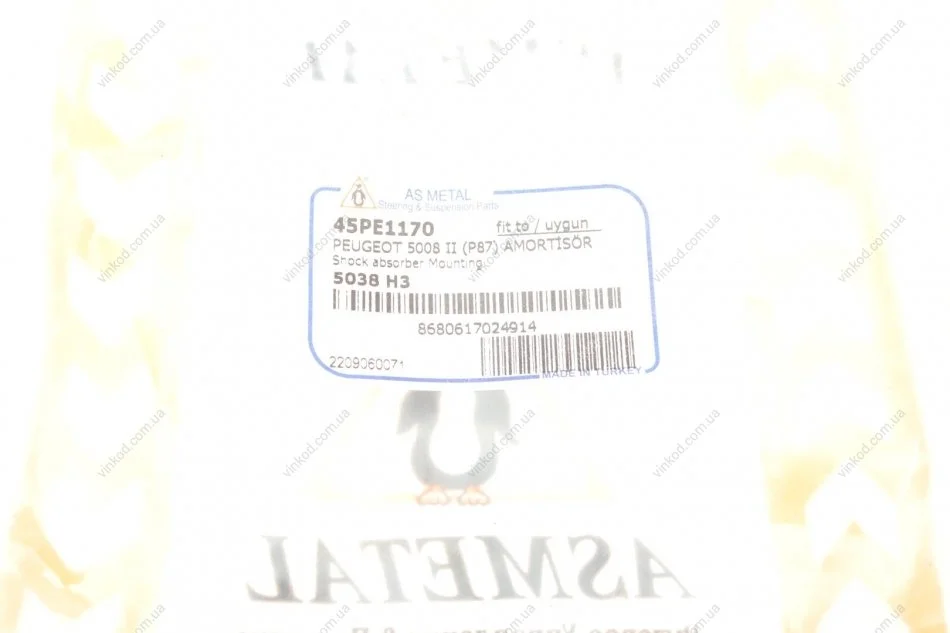 AS METAL
Steering & Suspension Parts
45PE1170 fit to / uygun
PEUGEOT 5008 II (P87) AMORTİSÖR
Shock absorber Mounting
5038 H3
8680617024914
2209060071
MADE IN TURKEY
ASMETAL
vinkod.com.ua